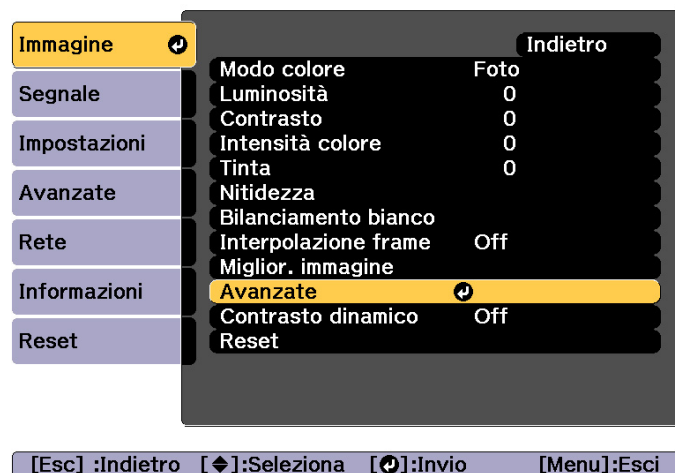 Immagine
Segnale
Impostazioni
Avanzate
Rete
Informazioni
Reset
Indietro
Modo colore Foto
Luminosità 0
Contrasto 0
Intensità colore 0
Tinta 0
Nitidezza
Bilanciamento bianco
Interpolazione frame Off
Miglior. immagine
Avanzate
Contrasto dinamico Off
Reset
[Esc] :Indietro [◆]:Seleziona [↵]:Invio [Menu]:Esci